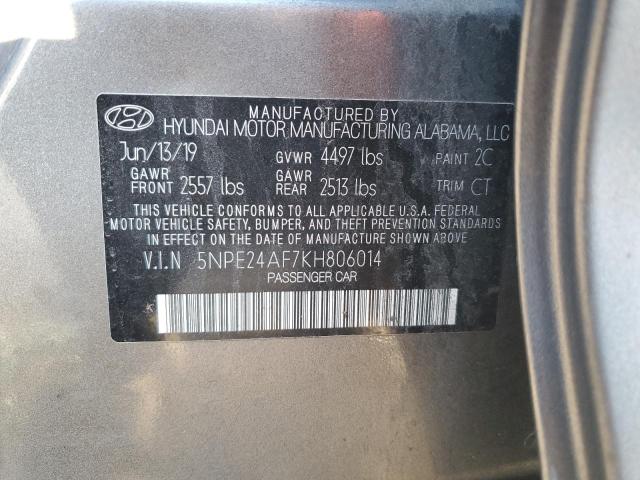 MANUFACTURED BY
HYUNDAI MOTOR MANUFACTURING ALABAMA, LLC
Jun/13/19 GVWR 4497 lbs PAINT 2C
GAWR FRONT 2557 lbs GAWR REAR 2513 lbs TRIM CT
THIS VEHICLE CONFORMS TO ALL APPLICABLE U.S.A. FEDERAL
MOTOR VEHICLE SAFETY, BUMPER, AND THEFT PREVENTION STANDARDS
IN EFFECT ON THE DATE OF MANUFACTURE SHOWN ABOVE.
V.I.N 5NPE24AF7KH806014
PASSENGER CAR